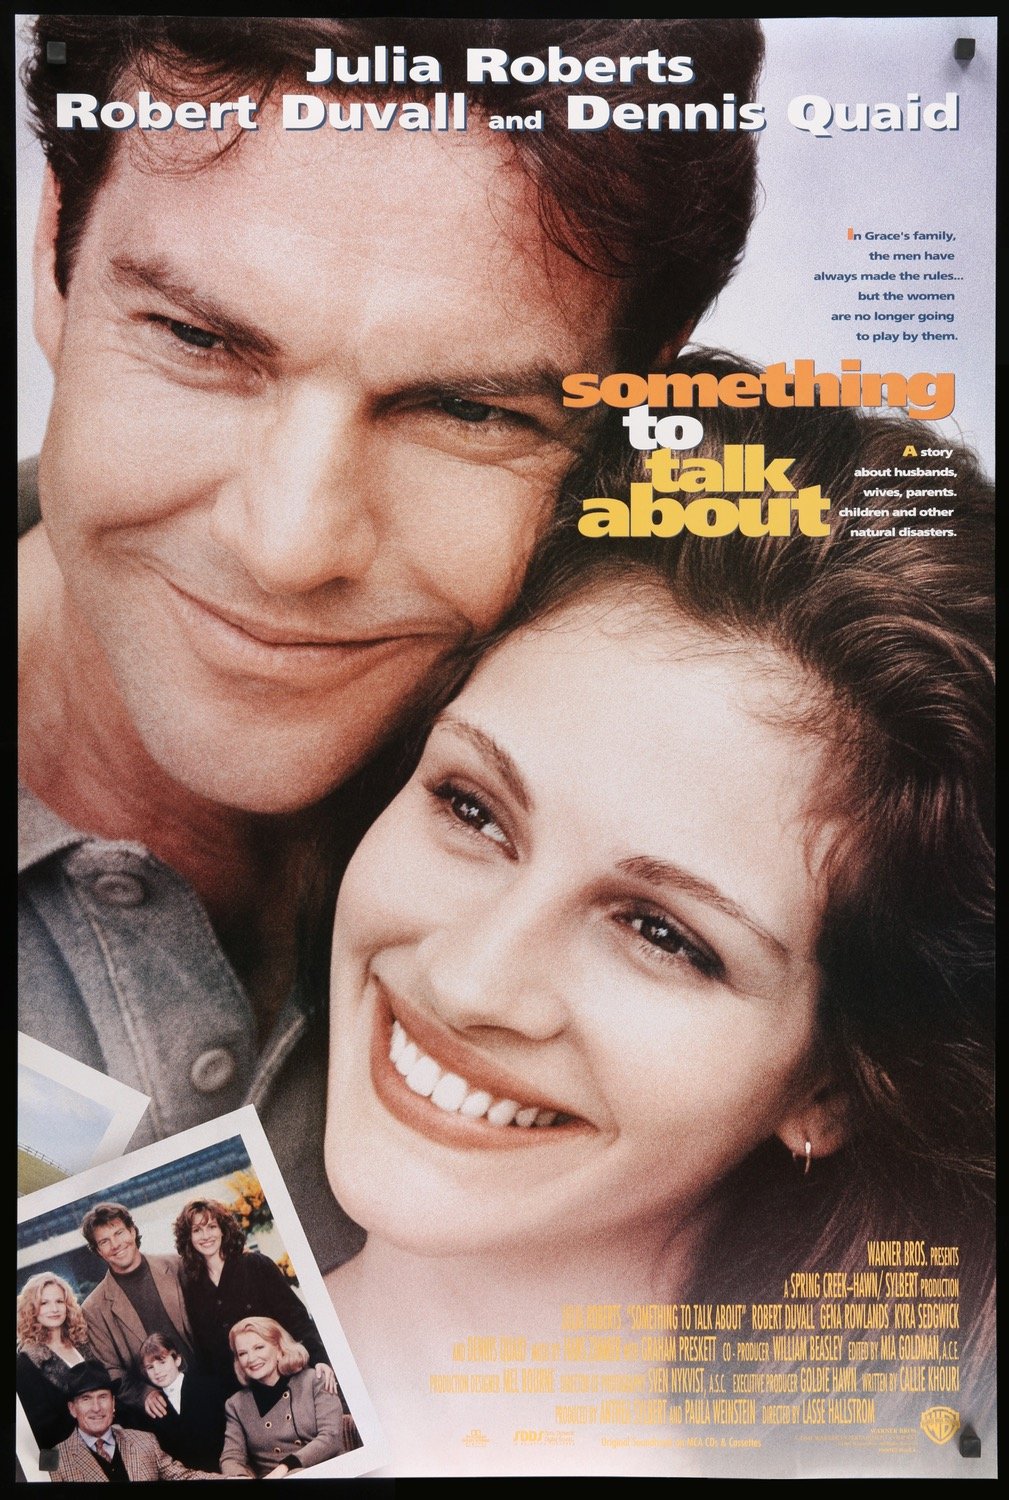 Julia Roberts
Robert Duvall and Dennis Quaid
In Grace's family,
the men have
always made the rules...
but the women
are no longer going
to play by them.
something
to
talk
about
A story
about husbands,
wives, parents.
children and other
natural disasters.
WARNER BROS. PRESENTS
A SPRING CREEK-HAWN/SYLBERT PRODUCTION
JULIA ROBERTS "SOMETHING TO TALK ABOUT" ROBERT DUVALL GENA ROWLANDS KYRA SEDGWICK
AND DENNIS QUAID MUSIC BY HANS ZIMMER AND GRAHAM PRESKETT CO-PRODUCER WILLIAM BEASLEY EDITED BY MIA GOLDMAN, A.C.E.
PRODUCTION DESIGNER MEL BOURNE DIRECTOR OF PHOTOGRAPHY SVEN NYKVIST, A.S.C. EXECUTIVE PRODUCER GOLDIE HAWN WRITTEN BY CALLIE KHOURI
PRODUCED BY ANTHEA SYLBERT AND PAULA WEINSTEIN DIRECTED BY LASSE HALLSTROM
SDDS
Original Soundtrack on MCA CDs & Cassettes
WB
WARNER BROS